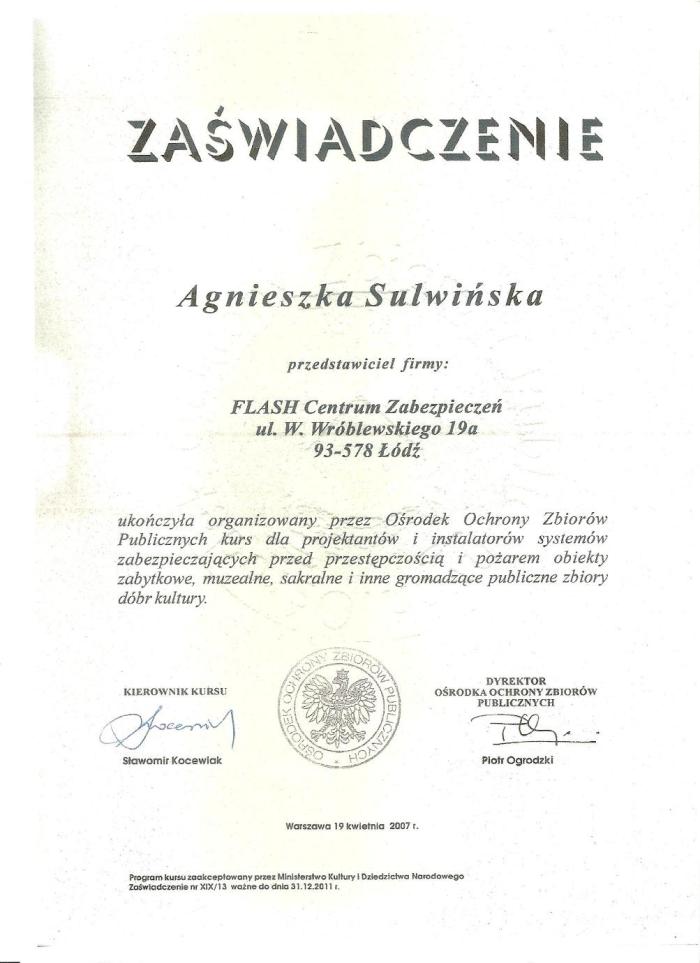 ZAŚWIADCZENIE
Agnieszka Sulwińska
przedstawiciel firmy:
FLASH Centrum Zabezpieczeń
ul. W. Wróblewskiego 19a
93-578 Łódź
ukończyła organizowany przez Ośrodek Ochrony Zbiorów
Publicznych kurs dla projektantów i instalatorów systemów
zabezpieczających przed przestępczością i pożarem obiekty
zabytkowe, muzealne, sakralne i inne gromadzące publiczne zbiory
dóbr kultury.
KIEROWNIK KURSU
Sławomir Kocewiak
OŚRODEK OCHRONY ZBIORÓW PUBLICZNYCH
DYREKTOR
OŚRODKA OCHRONY ZBIORÓW
PUBLICZNYCH
Piotr Ogrodzki
Warszawa 19 kwietnia 2007 r.
Program kursu zaakceptowany przez Ministerstwo Kultury i Dziedzictwa Narodowego
Zaświadczenie nr XIX/13 ważne do dnia 31.12.2011 r.